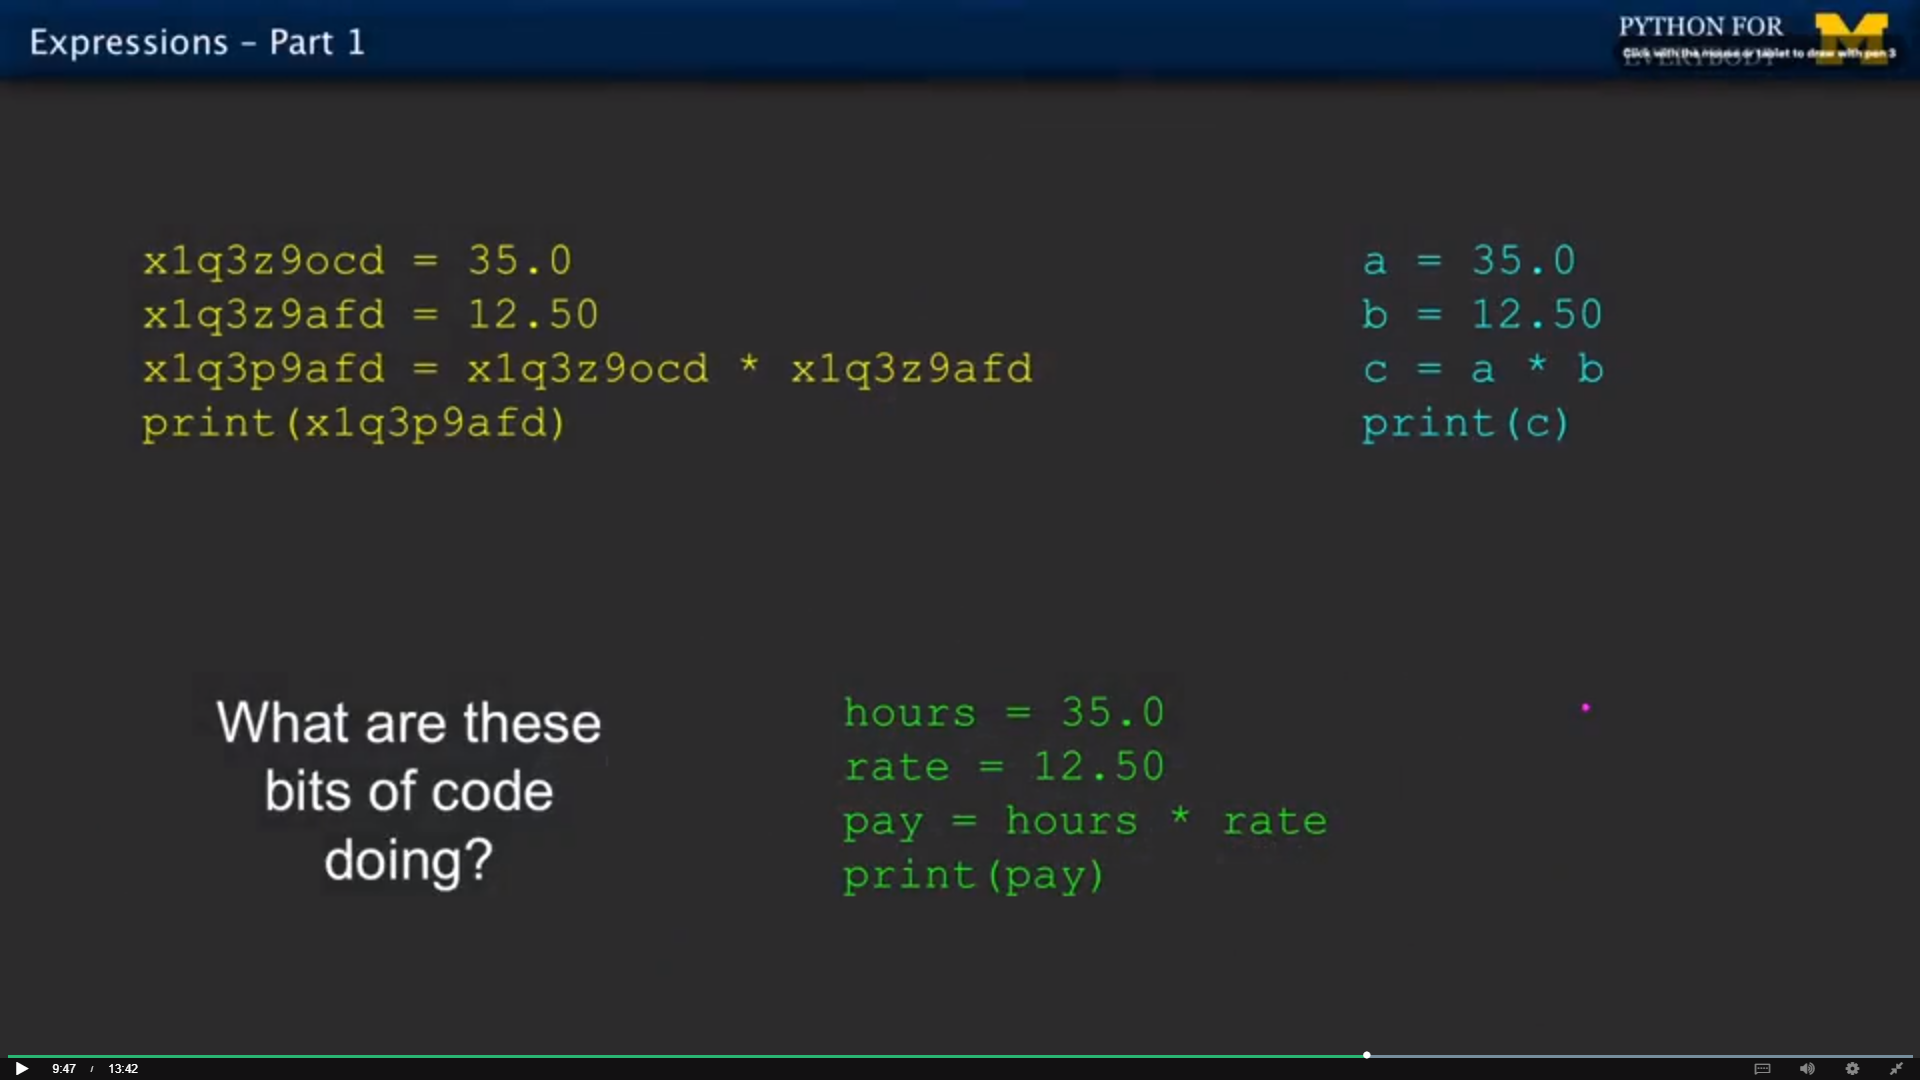 Expressions – Part 1
PYTHON FOR
Click with the mouse or tablet to draw with pen 3
EVERYBODY
x1q3z9ocd = 35.0
x1q3z9afd = 12.50
x1q3p9afd = x1q3z9ocd * x1q3z9afd
print(x1q3p9afd)
a = 35.0
b = 12.50
c = a * b
print(c)
What are these
bits of code
doing?
hours = 35.0
rate = 12.50
pay = hours * rate
print(pay)
9:47 / 13:42